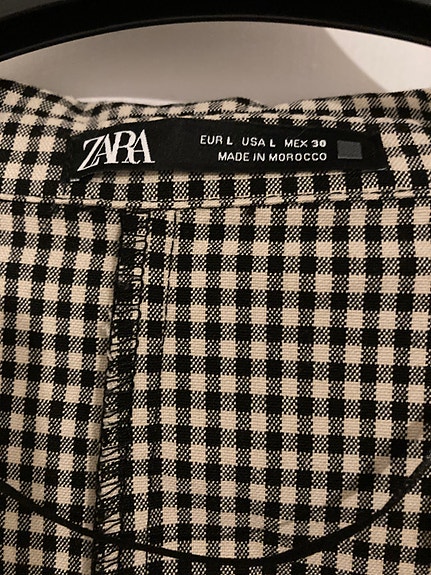 ZARA
EUR L USA L MEX 30
MADE IN MOROCCO